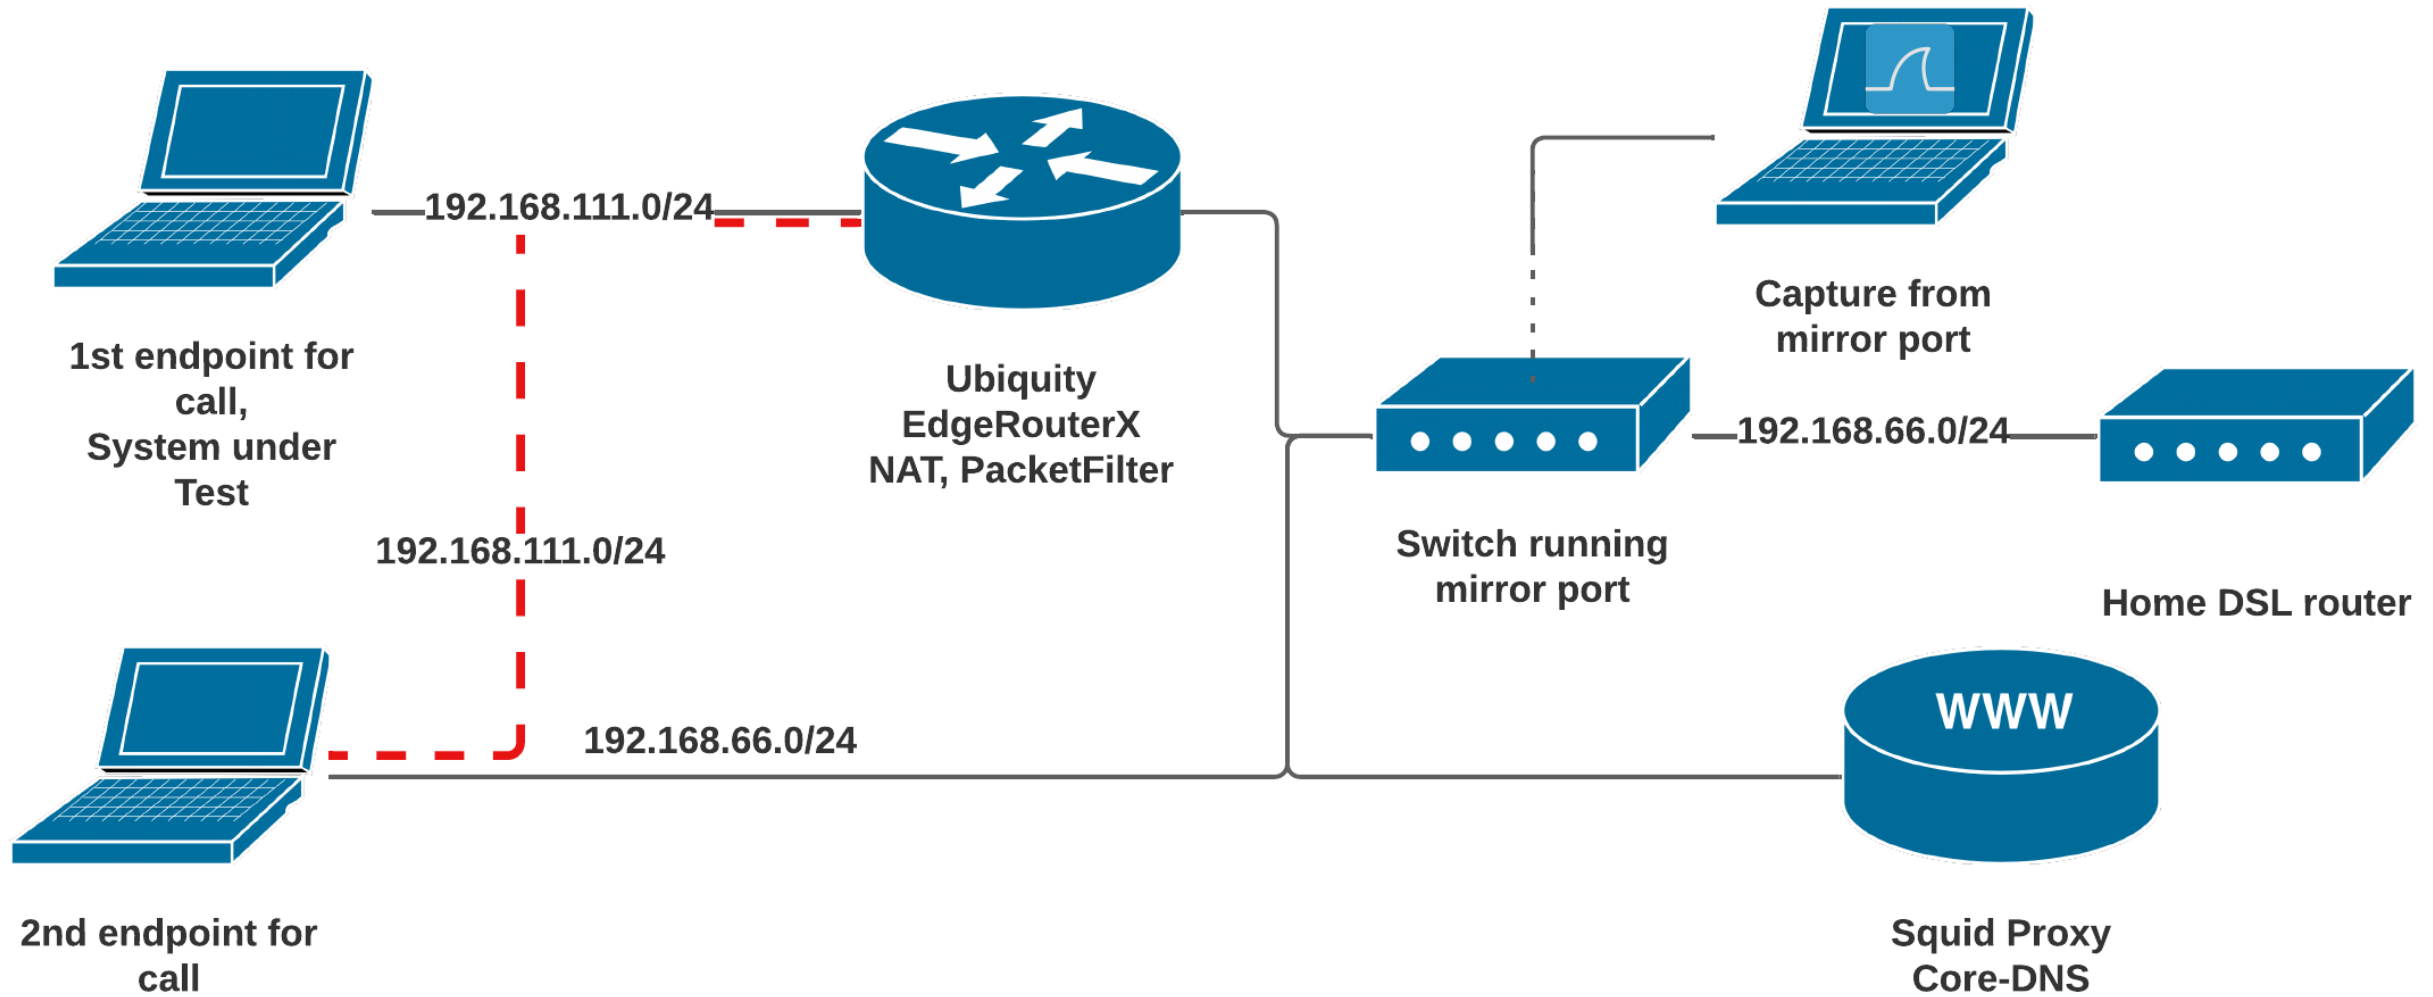 192.168.111.0/24
1st endpoint for
call,
System under
Test
Ubiquity
EdgeRouterX
NAT, PacketFilter
Capture from
mirror port
192.168.66.0/24
Switch running
mirror port
Home DSL router
192.168.111.0/24
192.168.66.0/24
2nd endpoint for
call
WWW
Squid Proxy
Core-DNS